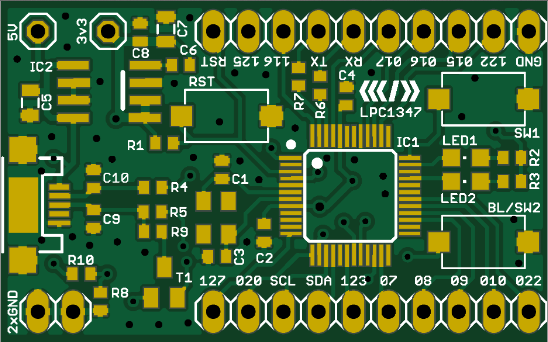 5V
3v3
C7
C8
C6
RST
125
116
TX
RX
017
016
015
122
GND
IC2
C5
RST
R7
R6
C4
LPC1347
SW1
R1
IC1
LED1
R2
C10
C1
R4
R3
LED2
R5
C9
R9
BL/SW2
C2
C3
R10
T1
R8
2xGND
127
020
SCL
SDA
123
07
08
09
010
022